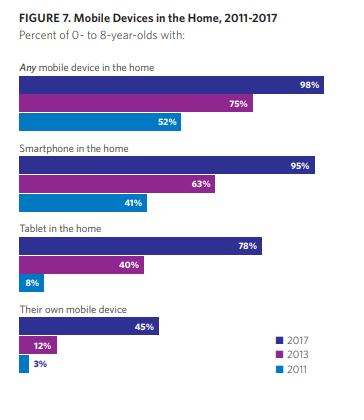 FIGURE 7. Mobile Devices in the Home, 2011-2017
Percent of 0- to 8-year-olds with:
Any mobile device in the home
98%
75%
52%
Smartphone in the home
95%
63%
41%
Tablet in the home
78%
40%
8%
Their own mobile device
45%
12%
3%
2017
2013
2011